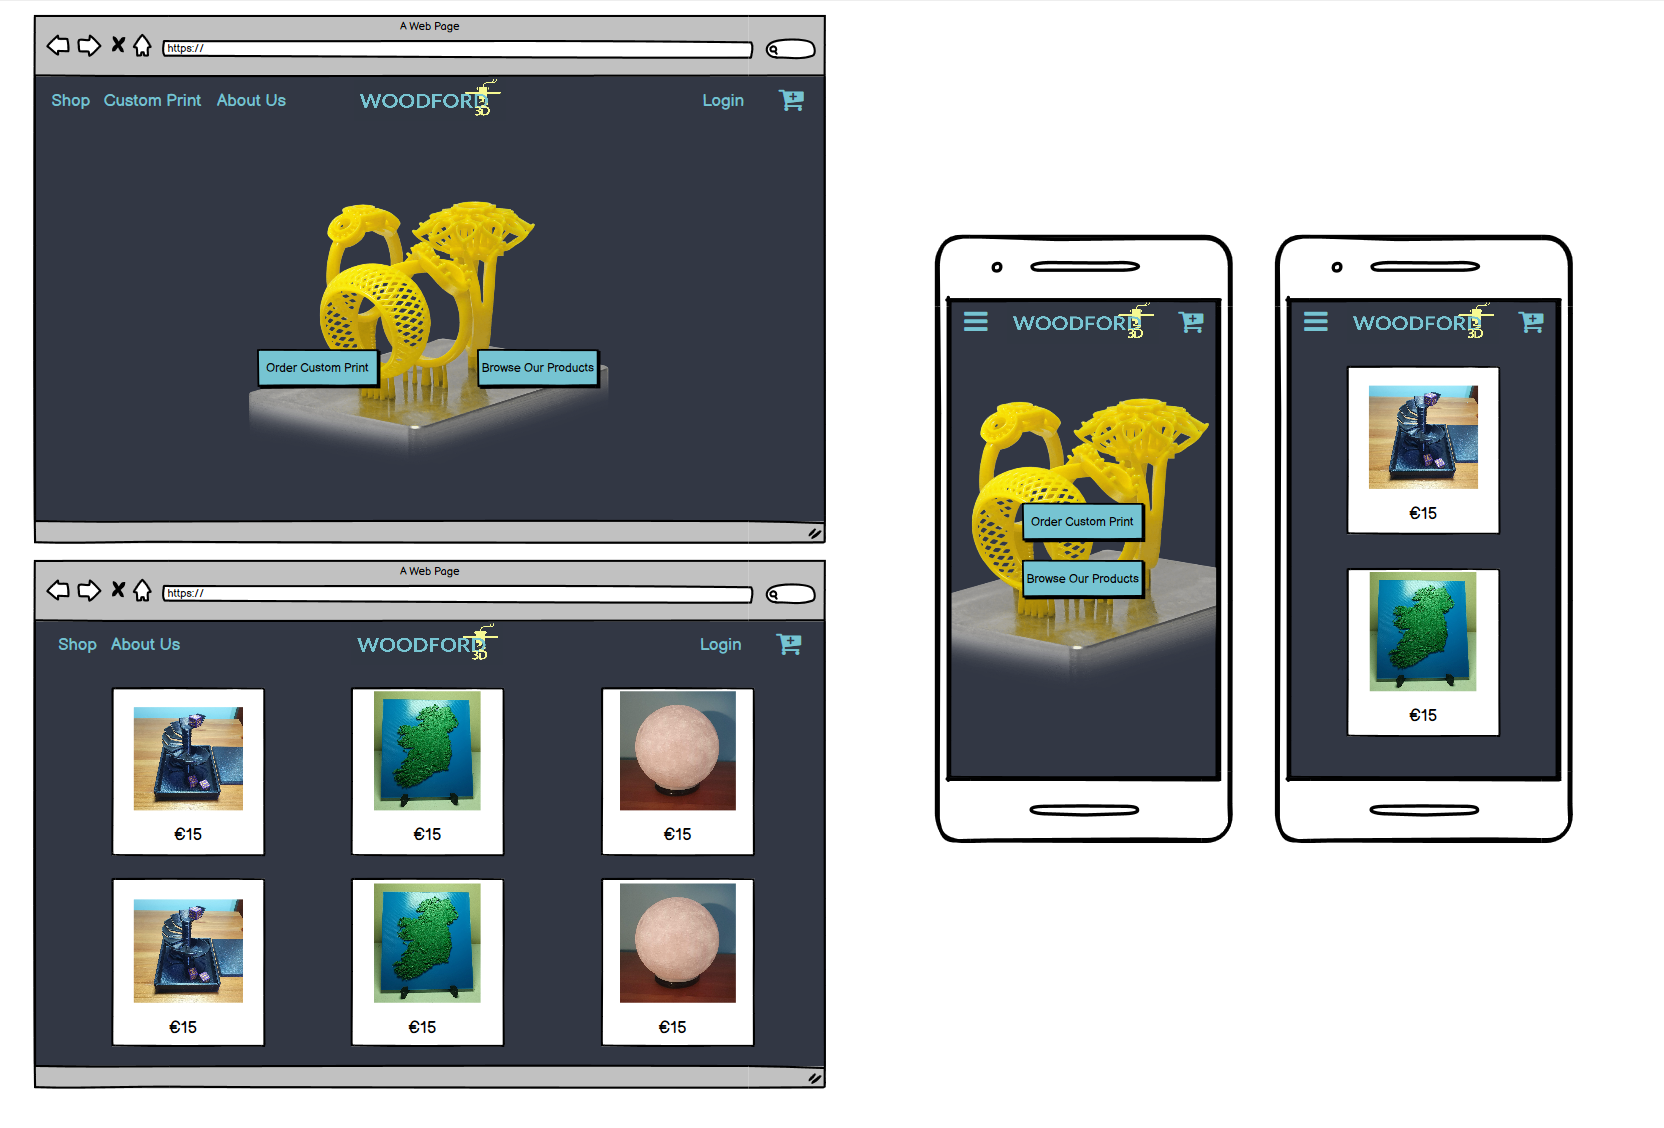 A Web Page
https://
Shop Custom Print About Us WOODFORD Login
3D
Order Custom Print Browse Our Products
A Web Page
https://
Shop About Us WOODFORD Login
3D
€15 €15 €15
€15 €15 €15
WOODFORD
3D
Order Custom Print
Browse Our Products
WOODFORD
3D
€15
€15